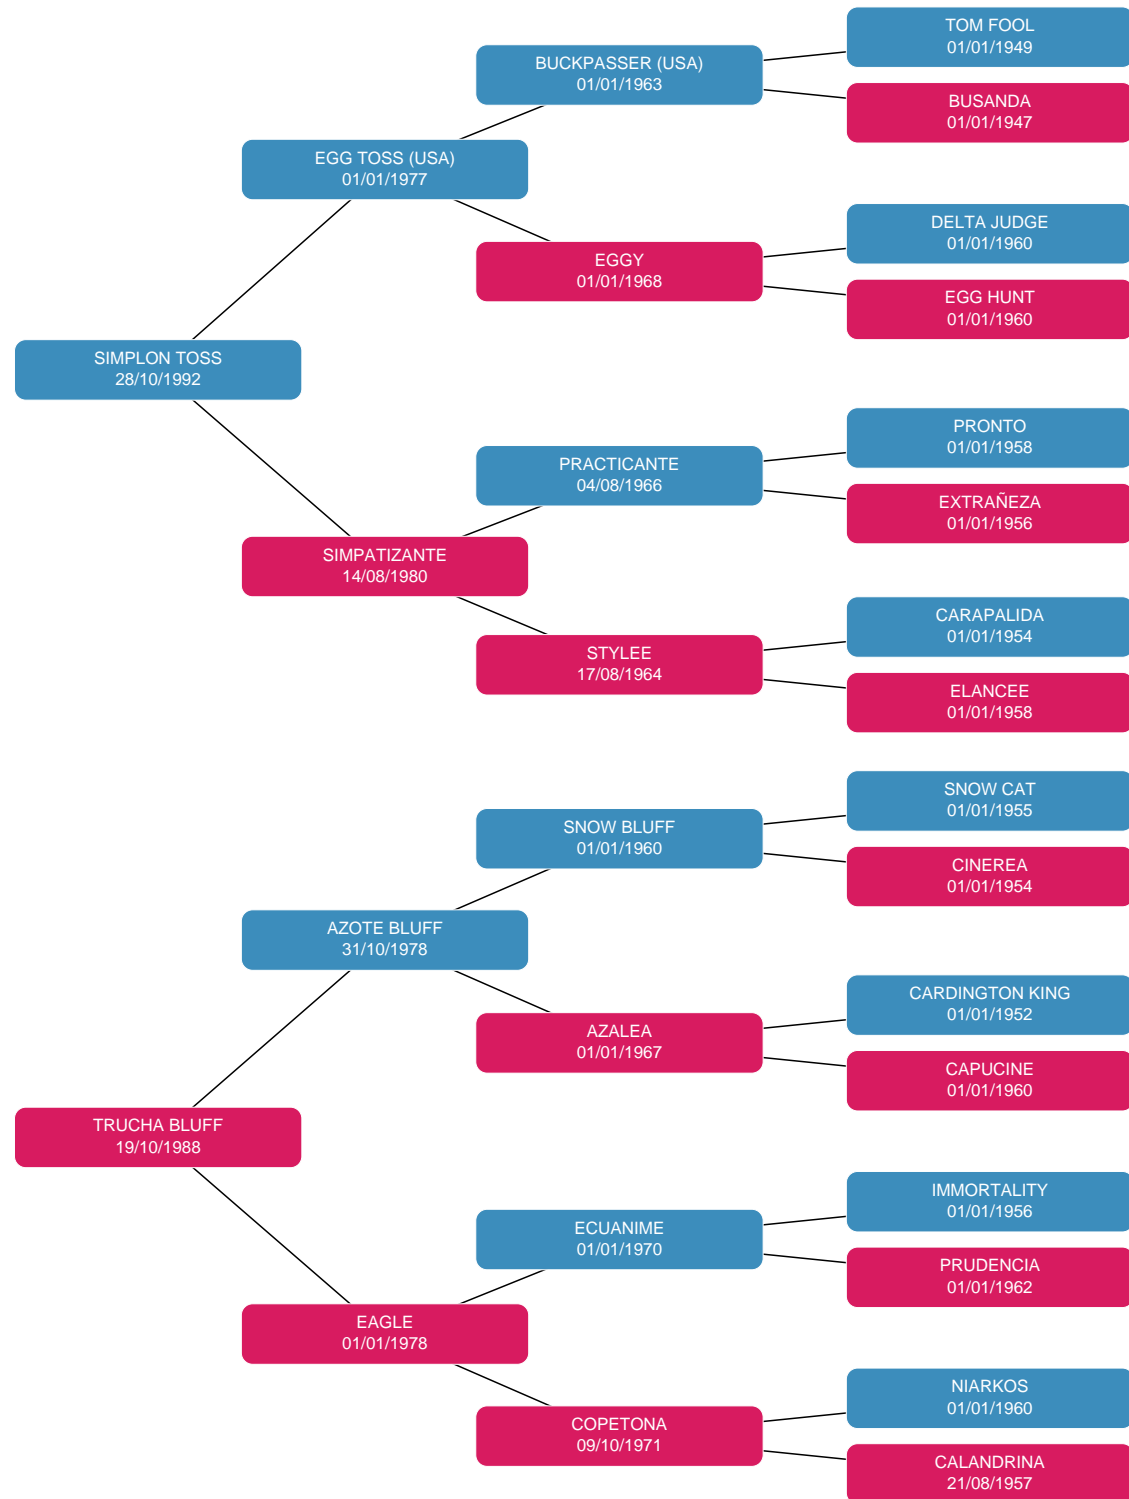 TOM FOOL
01/01/1949
BUCKPASSER (USA)
01/01/1963
BUSANDA
01/01/1947
EGG TOSS (USA)
01/01/1977
DELTA JUDGE
01/01/1960
EGGY
01/01/1968
EGG HUNT
01/01/1960
SIMPLON TOSS
28/10/1992
PRONTO
01/01/1958
PRACTICANTE
04/08/1966
EXTRAÑEZA
01/01/1956
SIMPATIZANTE
14/08/1980
CARAPALIDA
01/01/1954
STYLEE
17/08/1964
ELANCEE
01/01/1958
SNOW CAT
01/01/1955
SNOW BLUFF
01/01/1960
CINEREA
01/01/1954
AZOTE BLUFF
31/10/1978
CARDINGTON KING
01/01/1952
AZALEA
01/01/1967
CAPUCINE
01/01/1960
TRUCHA BLUFF
19/10/1988
IMMORTALITY
01/01/1956
ECUANIME
01/01/1970
PRUDENCIA
01/01/1962
EAGLE
01/01/1978
NIARKOS
01/01/1960
COPETONA
09/10/1971
CALANDRINA
21/08/1957